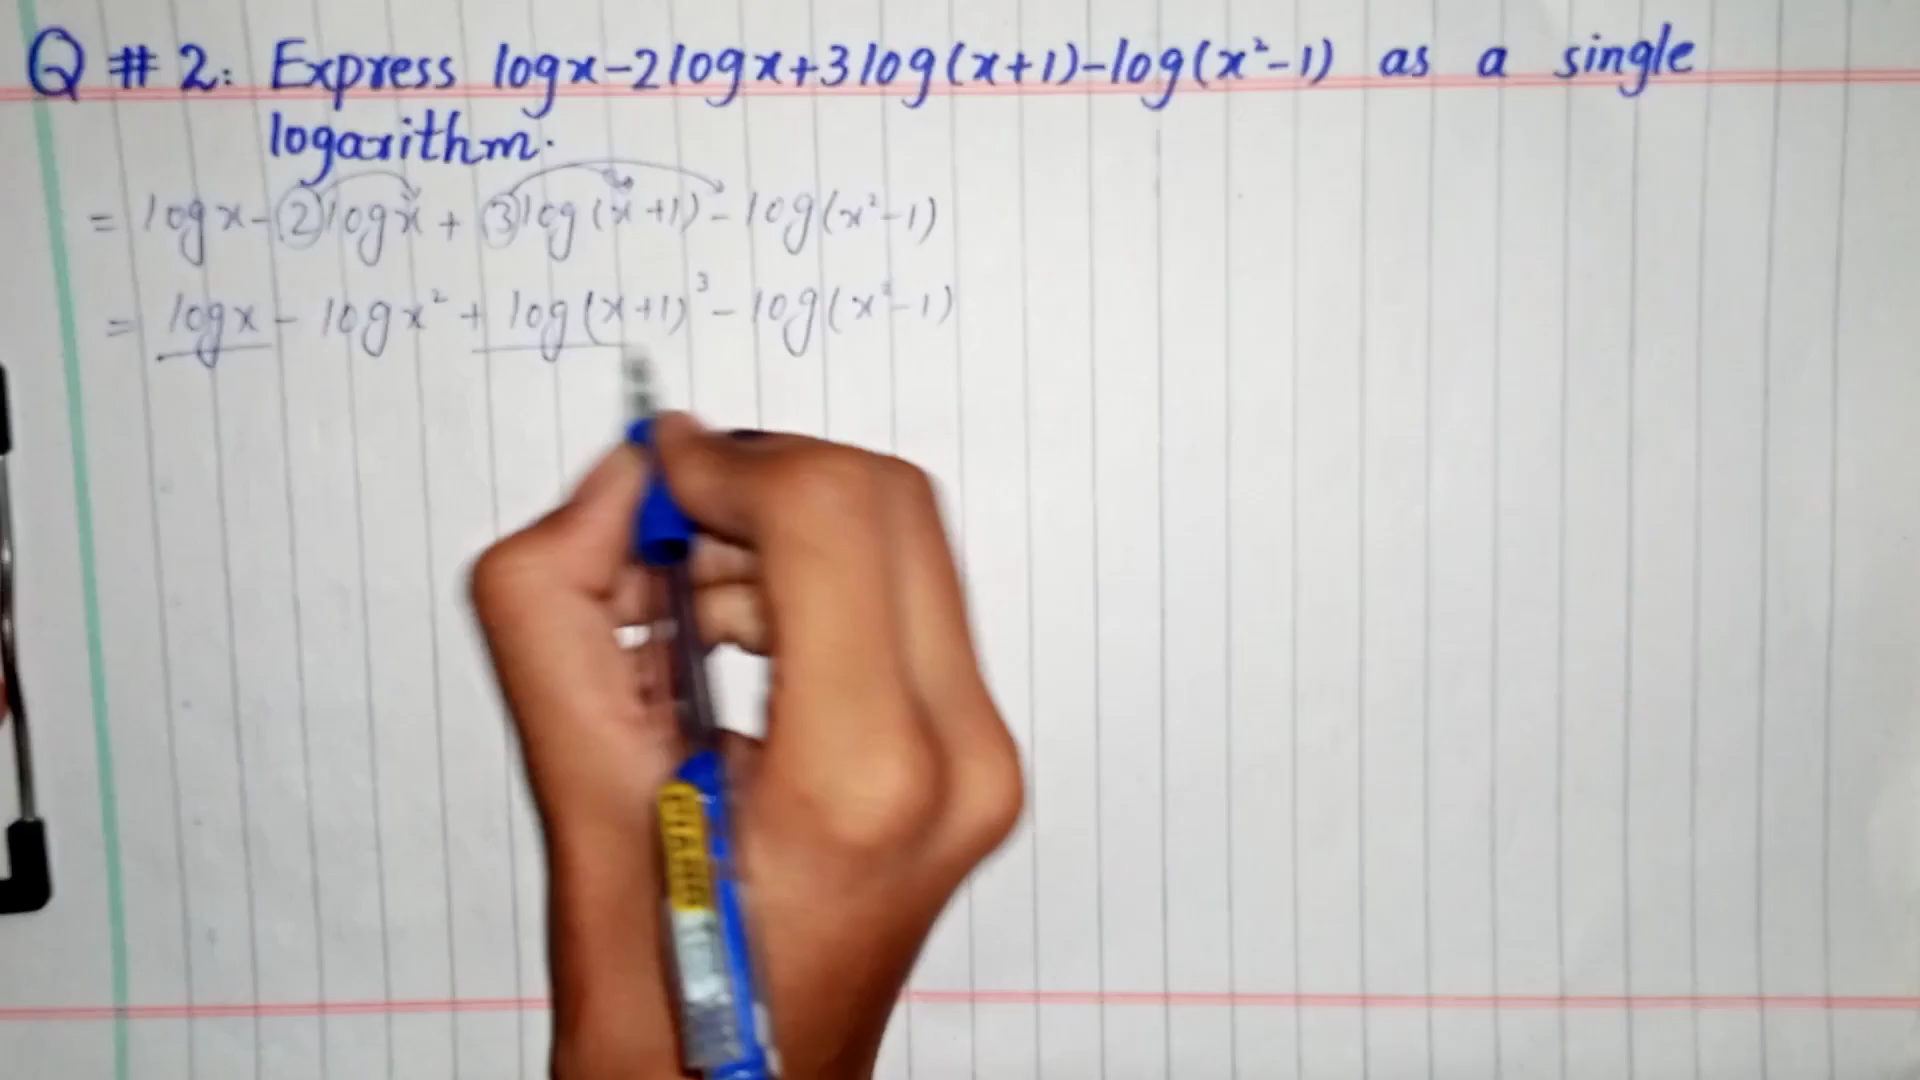 Q # 2: Express logx-2logx+3log(x+1)-log(x²-1) as a single
logarithm.
= logx-2logx + 3log(x+1)-log(x²-1)
= logx - logx² + log(x+1)³ - log(x²-1)